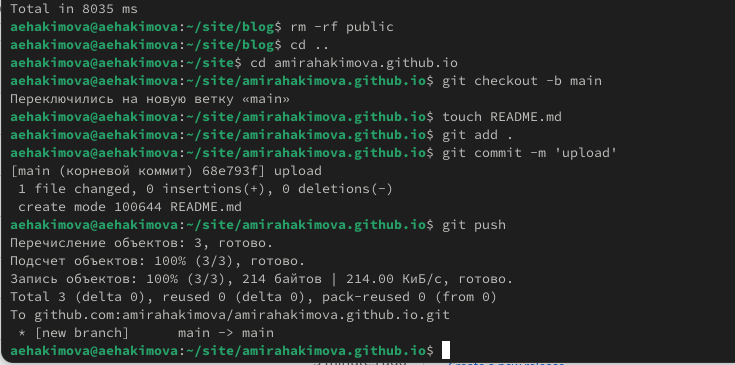 Total in 8035 ms
aehakimova@aehakimova:~/site/blog$ rm -rf public
aehakimova@aehakimova:~/site/blog$ cd ..
aehakimova@aehakimova:~/site$ cd amirahakimova.github.io
aehakimova@aehakimova:~/site/amirahakimova.github.io$ git checkout -b main
Переключились на новую ветку «main»
aehakimova@aehakimova:~/site/amirahakimova.github.io$ touch README.md
aehakimova@aehakimova:~/site/amirahakimova.github.io$ git add .
aehakimova@aehakimova:~/site/amirahakimova.github.io$ git commit -m 'upload'
[main (корневой коммит) 68e793f] upload
 1 file changed, 0 insertions(+), 0 deletions(-)
 create mode 100644 README.md
aehakimova@aehakimova:~/site/amirahakimova.github.io$ git push
Перечисление объектов: 3, готово.
Подсчет объектов: 100% (3/3), готово.
Запись объектов: 100% (3/3), 214 байтов | 214.00 КиБ/с, готово.
Total 3 (delta 0), reused 0 (delta 0), pack-reused 0 (from 0)
To github.com:amirahakimova/amirahakimova.github.io.git
 * [new branch]      main -> main
aehakimova@aehakimova:~/site/amirahakimova.github.io$